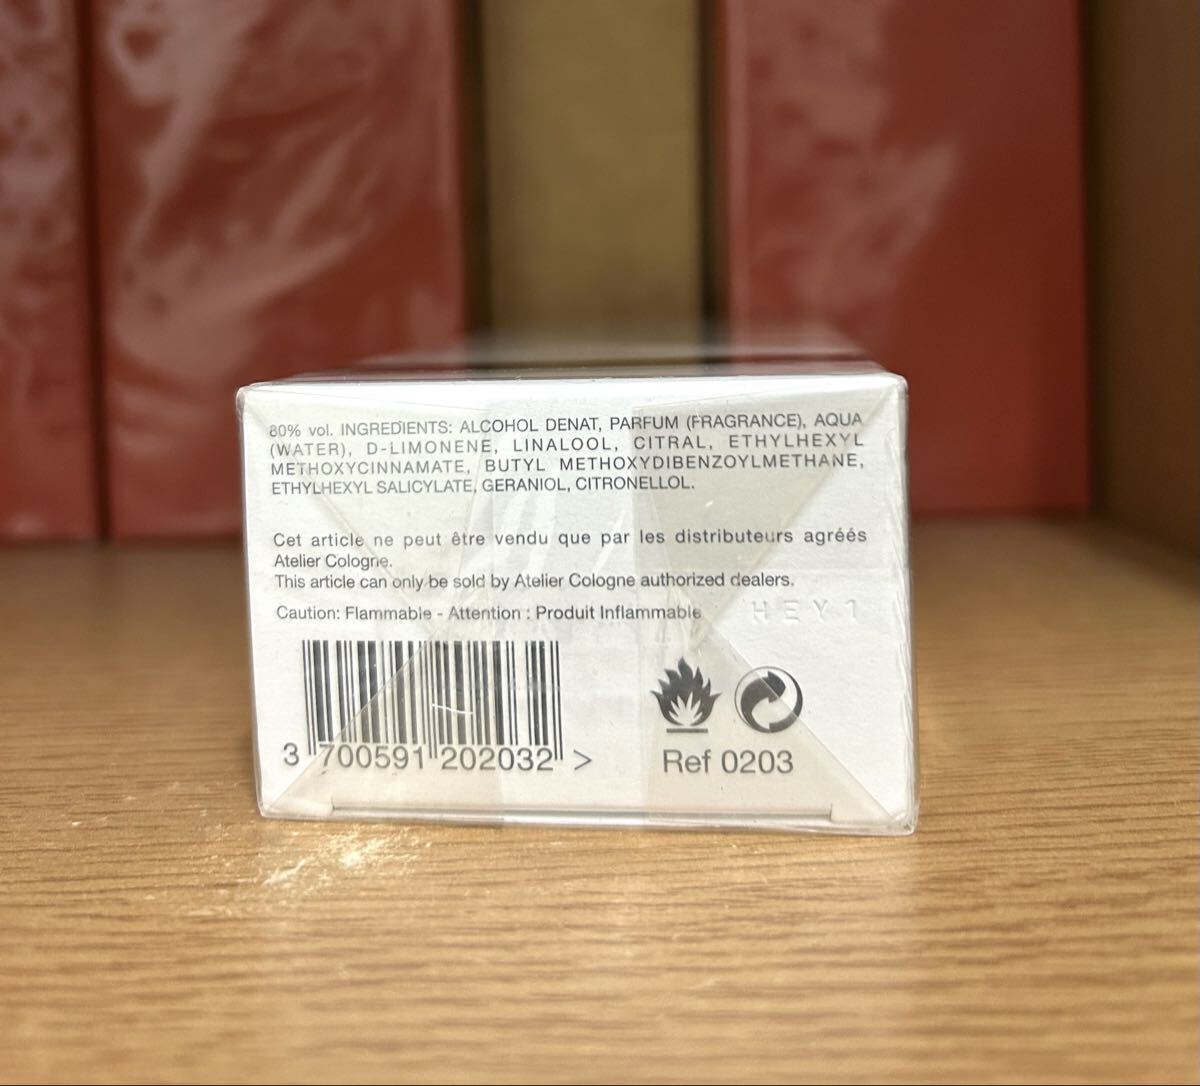 80% vol. INGREDIENTS: ALCOHOL DENAT, PARFUM (FRAGRANCE), AQUA
(WATER), D-LIMONENE, LINALOOL, CITRAL, ETHYLHEXYL
METHOXYCINNAMATE, BUTYL METHOXYDIBENZOYLMETHANE,
ETHYLHEXYL SALICYLATE, GERANIOL, CITRONELLOL.
Cet article ne peut être vendu que par les distributeurs agréés
Atelier Cologne.
This article can only be sold by Atelier Cologne authorized dealers.
Caution: Flammable - Attention : Produit Inflammable
HEY1
3 700591 202032 >
Ref 0203